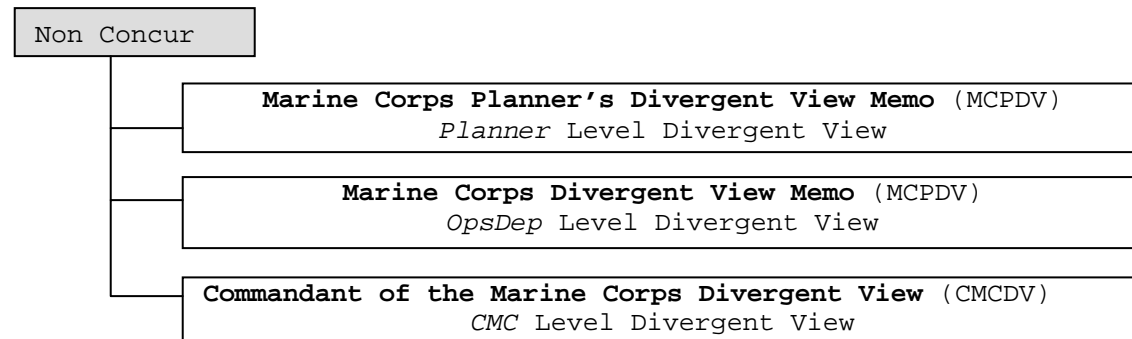 Non Concur
Marine Corps Planner’s Divergent View Memo (MCPDV)
Planner Level Divergent View
Marine Corps Divergent View Memo (MCPDV)
OpsDep Level Divergent View
Commandant of the Marine Corps Divergent View (CMCDV)
CMC Level Divergent View